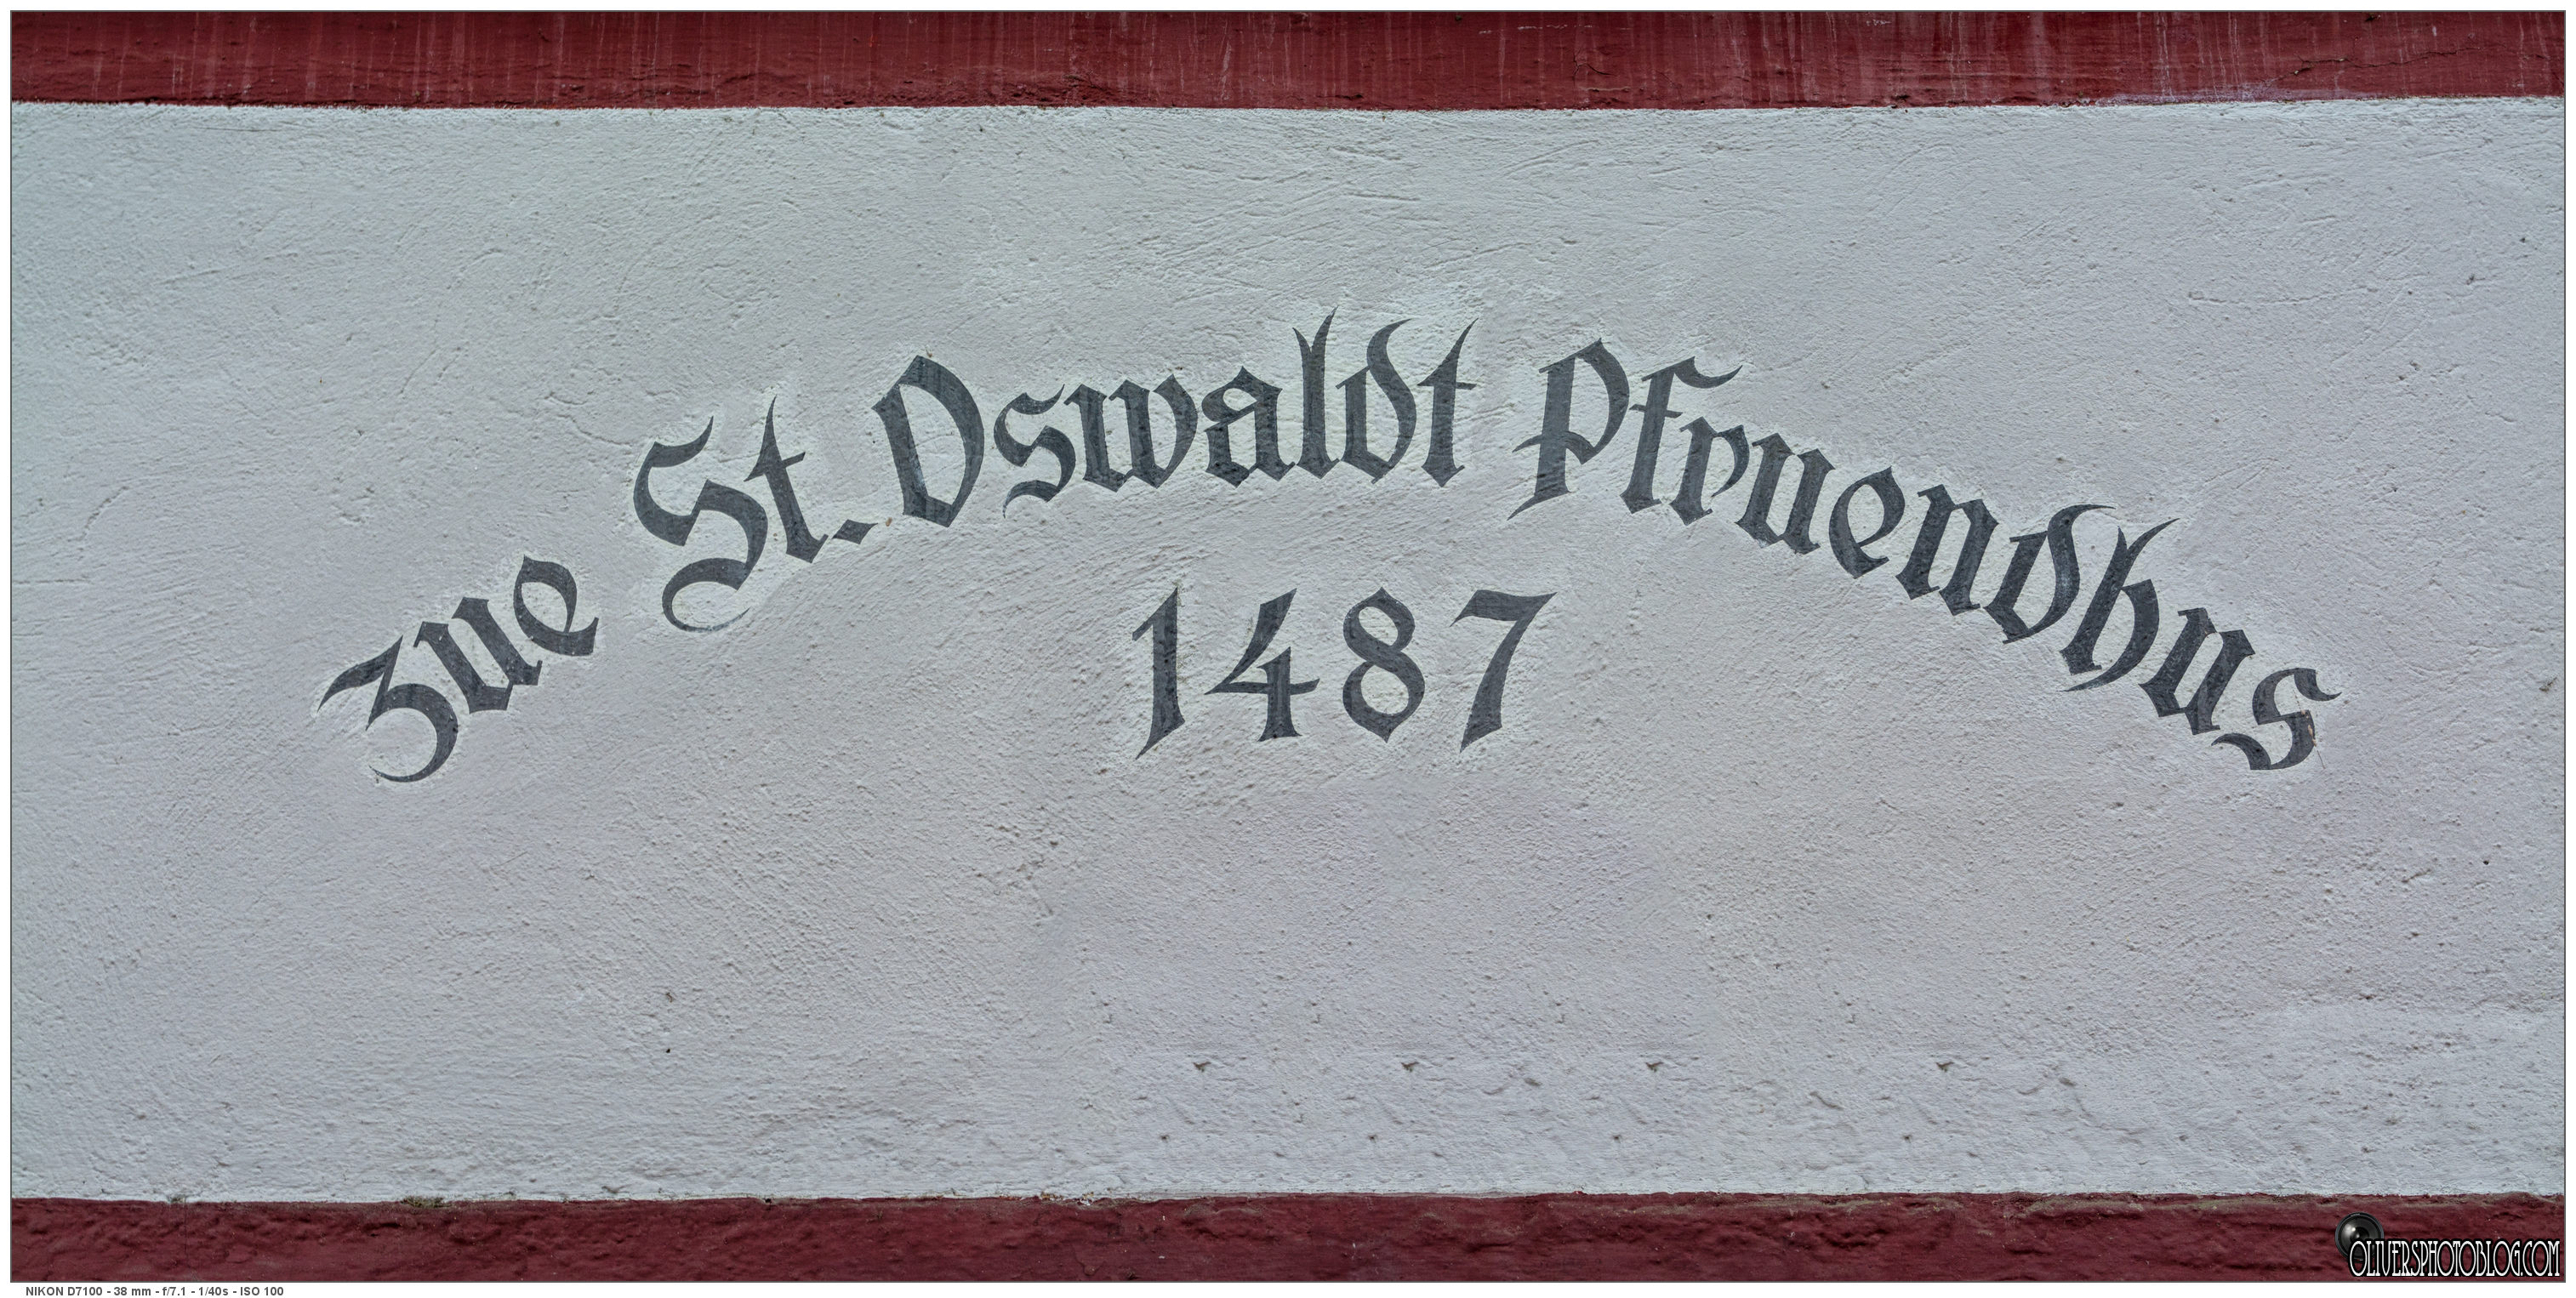 Zue St. Oswaldt Pfruendhus
1487
OLIVERSPHOTOBLOG.COM
NIKON D7100 - 38 mm - f/7.1 - 1/40s - ISO 100